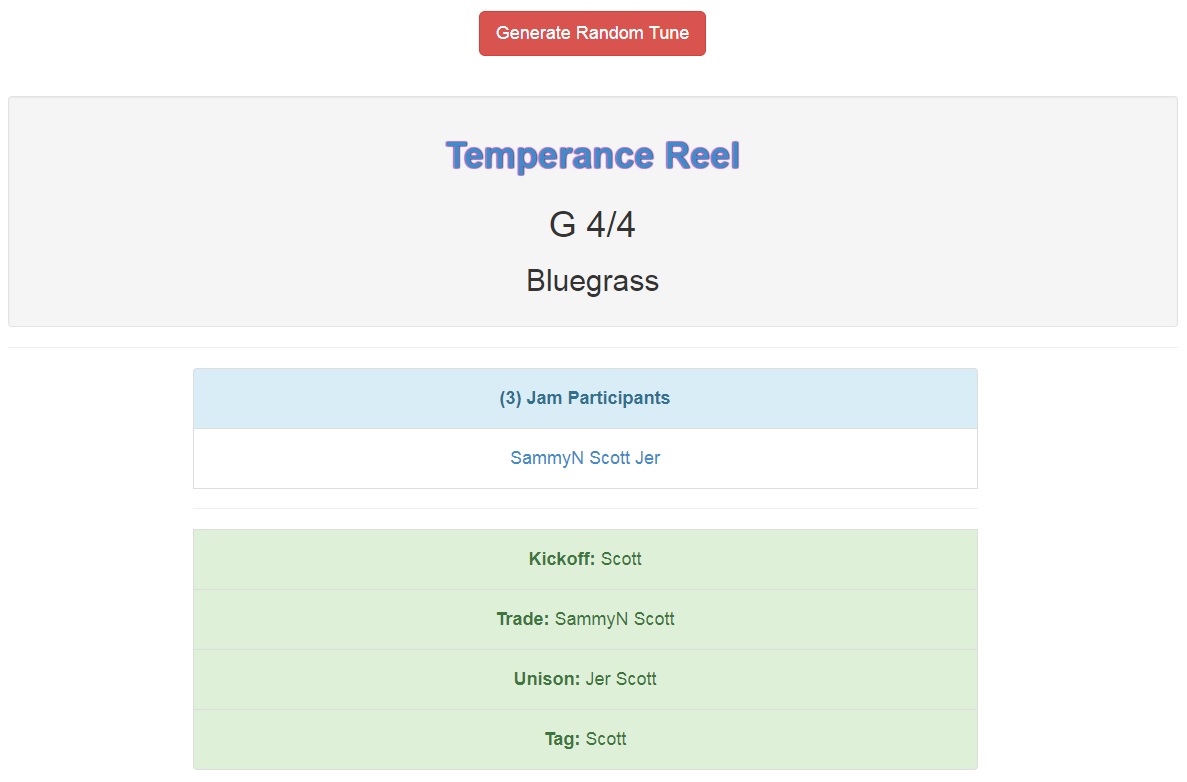 Generate Random Tune
Temperance Reel
G 4/4
Bluegrass
(3) Jam Participants
SammyN Scott Jer
Kickoff: Scott
Trade: SammyN Scott
Unison: Jer Scott
Tag: Scott